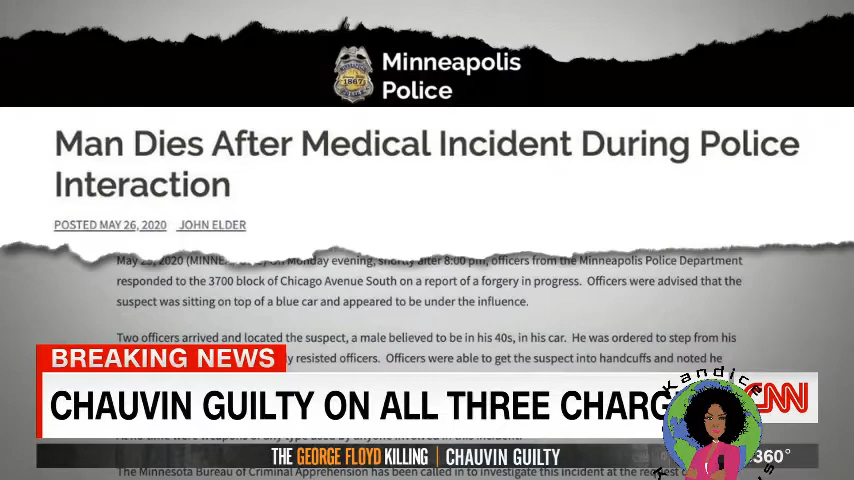 Minneapolis
Police
1867
Man Dies After Medical Incident During Police
Interaction
POSTED MAY 26, 2020 JOHN ELDER
May 25, 2020 on Monday evening, shortly after 8:00 pm, officers from the Minneapolis Police Department
responded to the 3700 block of Chicago Avenue South on a report of a forgery in progress. Officers were advised that the
suspect was sitting on top of a blue car and appeared to be under the influence.
Two officers arrived and located the suspect, a male believed to be in his 40s, in his car. He was ordered to step from his
resisted officers. Officers were able to get the suspect into handcuffs and noted he
BREAKING NEWS
CHAUVIN GUILTY ON ALL THREE CHARG
CNN
THE GEORGE FLOYD KILLING | CHAUVIN GUILTY
360°
The Minnesota Bureau of Criminal Apprehension has been called in to investigate this incident at the
Kandice